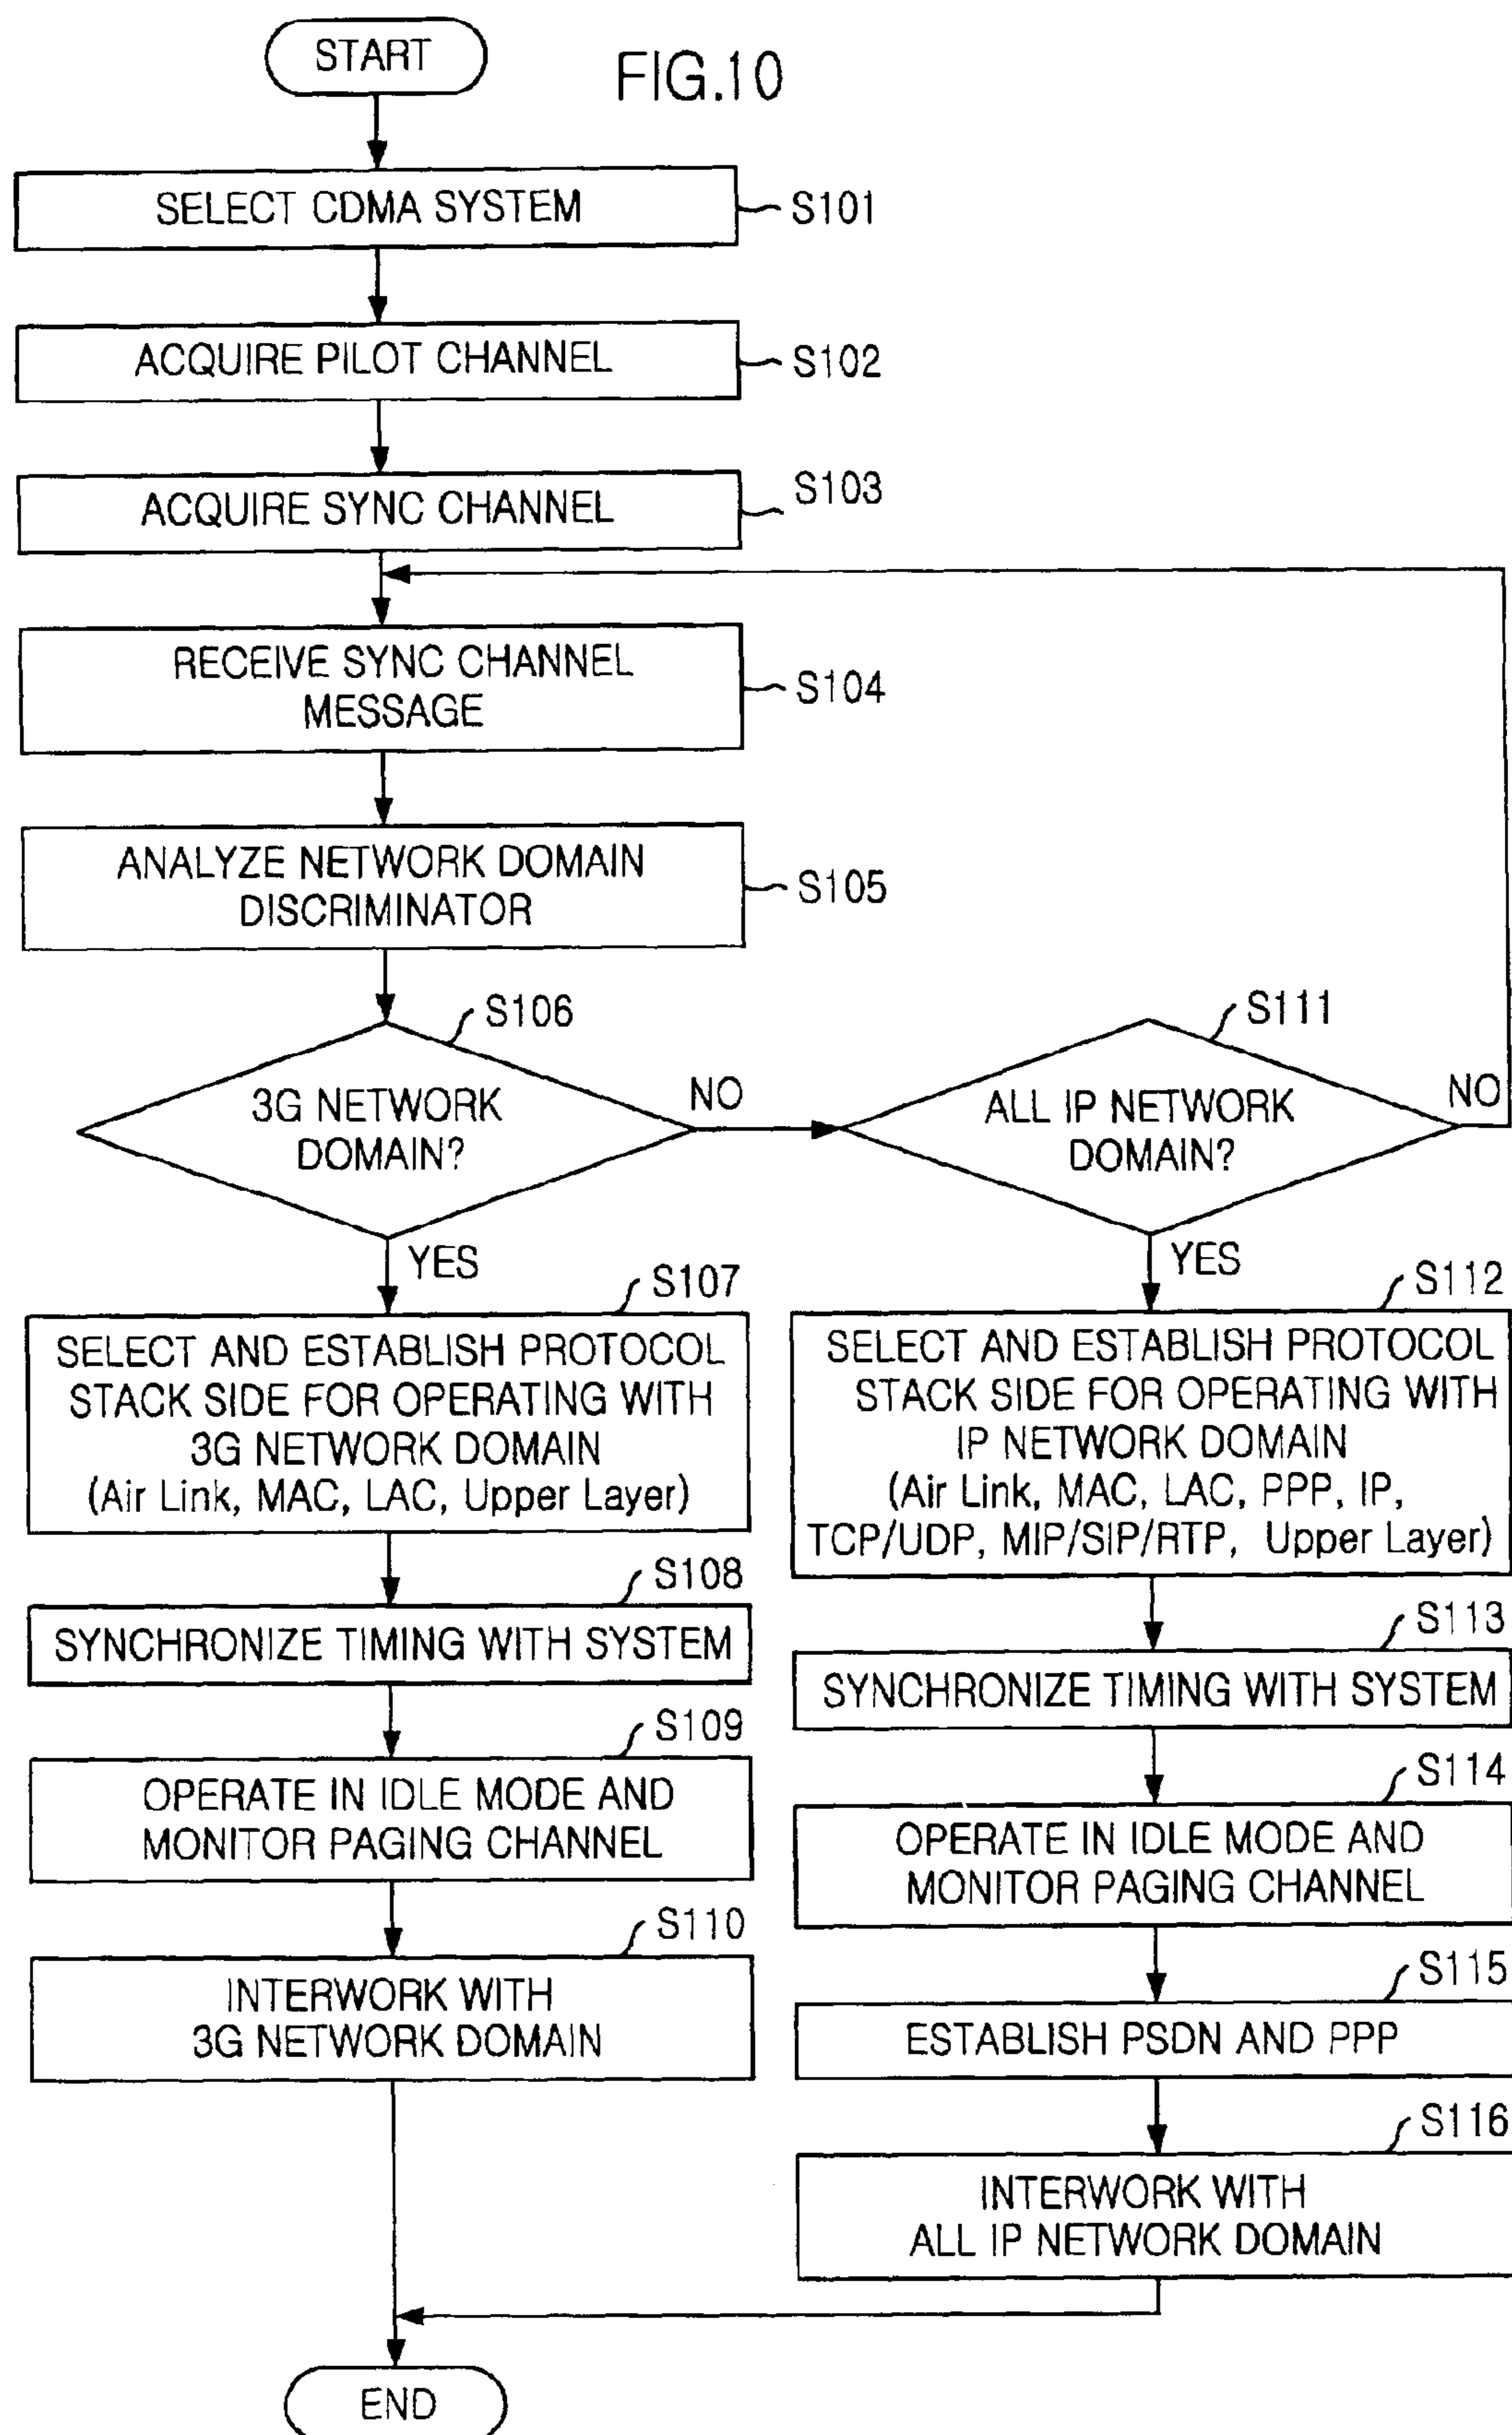 START
FIG.10
SELECT CDMA SYSTEM
S101
ACQUIRE PILOT CHANNEL
S102
ACQUIRE SYNC CHANNEL
S103
RECEIVE SYNC CHANNEL
MESSAGE
S104
ANALYZE NETWORK DOMAIN
DISCRIMINATOR
S105
S106
3G NETWORK
DOMAIN?
NO
YES
S111
ALL IP NETWORK
DOMAIN?
NO
YES
S107
SELECT AND ESTABLISH PROTOCOL
STACK SIDE FOR OPERATING WITH
3G NETWORK DOMAIN
(Air Link, MAC, LAC, Upper Layer)
S108
SYNCHRONIZE TIMING WITH SYSTEM
S109
OPERATE IN IDLE MODE AND
MONITOR PAGING CHANNEL
S110
INTERWORK WITH
3G NETWORK DOMAIN
S112
SELECT AND ESTABLISH PROTOCOL
STACK SIDE FOR OPERATING WITH
IP NETWORK DOMAIN
(Air Link, MAC, LAC, PPP, IP,
TCP/UDP, MIP/SIP/RTP, Upper Layer)
S113
SYNCHRONIZE TIMING WITH SYSTEM
S114
OPERATE IN IDLE MODE AND
MONITOR PAGING CHANNEL
S115
ESTABLISH PSDN AND PPP
S116
INTERWORK WITH
ALL IP NETWORK DOMAIN
END